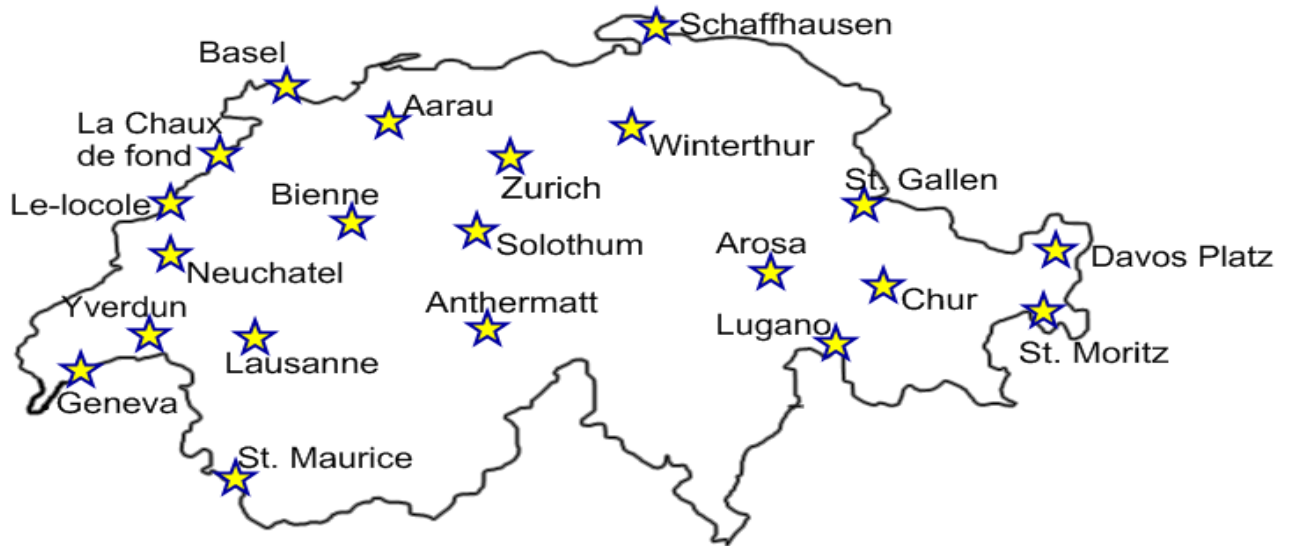 Schaffhausen
Basel
Aarau
La Chaux
de fond
Winterthur
Zurich
St. Gallen
Bienne
Le-locole
Solothum
Arosa
Davos Platz
Neuchatel
Chur
Yverdun
Anthermatt
Lugano
St. Moritz
Lausanne
Geneva
St. Maurice